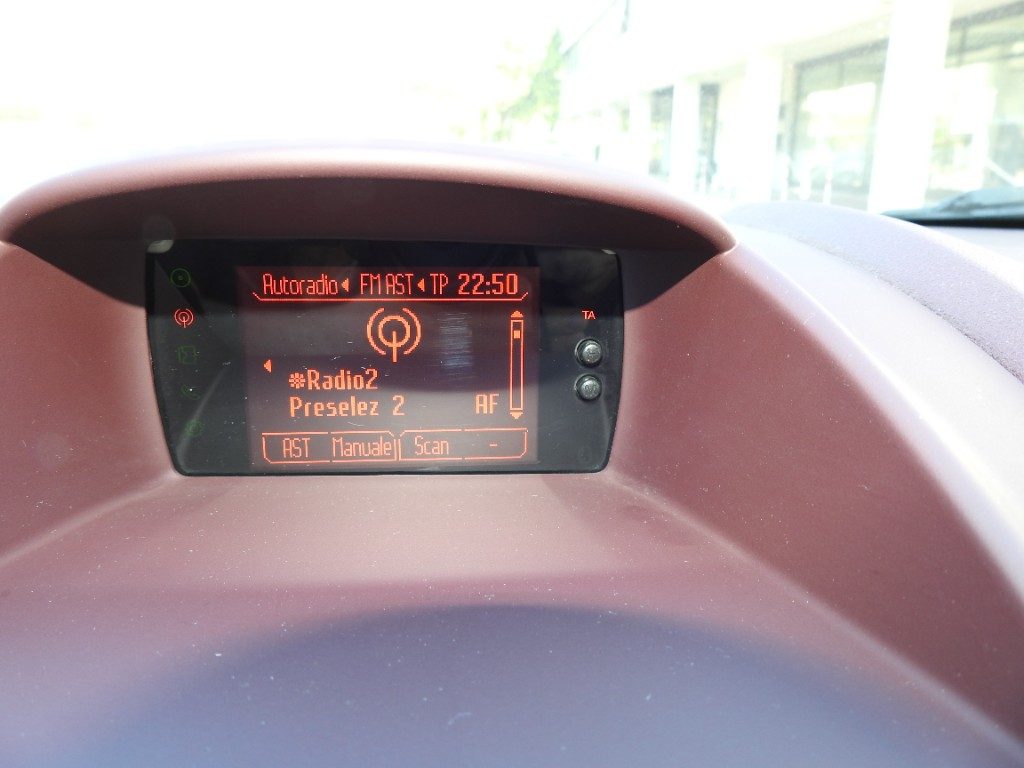 Autoradio FM AST TP 22:50
TA
Radio2
Preselez 2 AF
AST Manuale Scan -